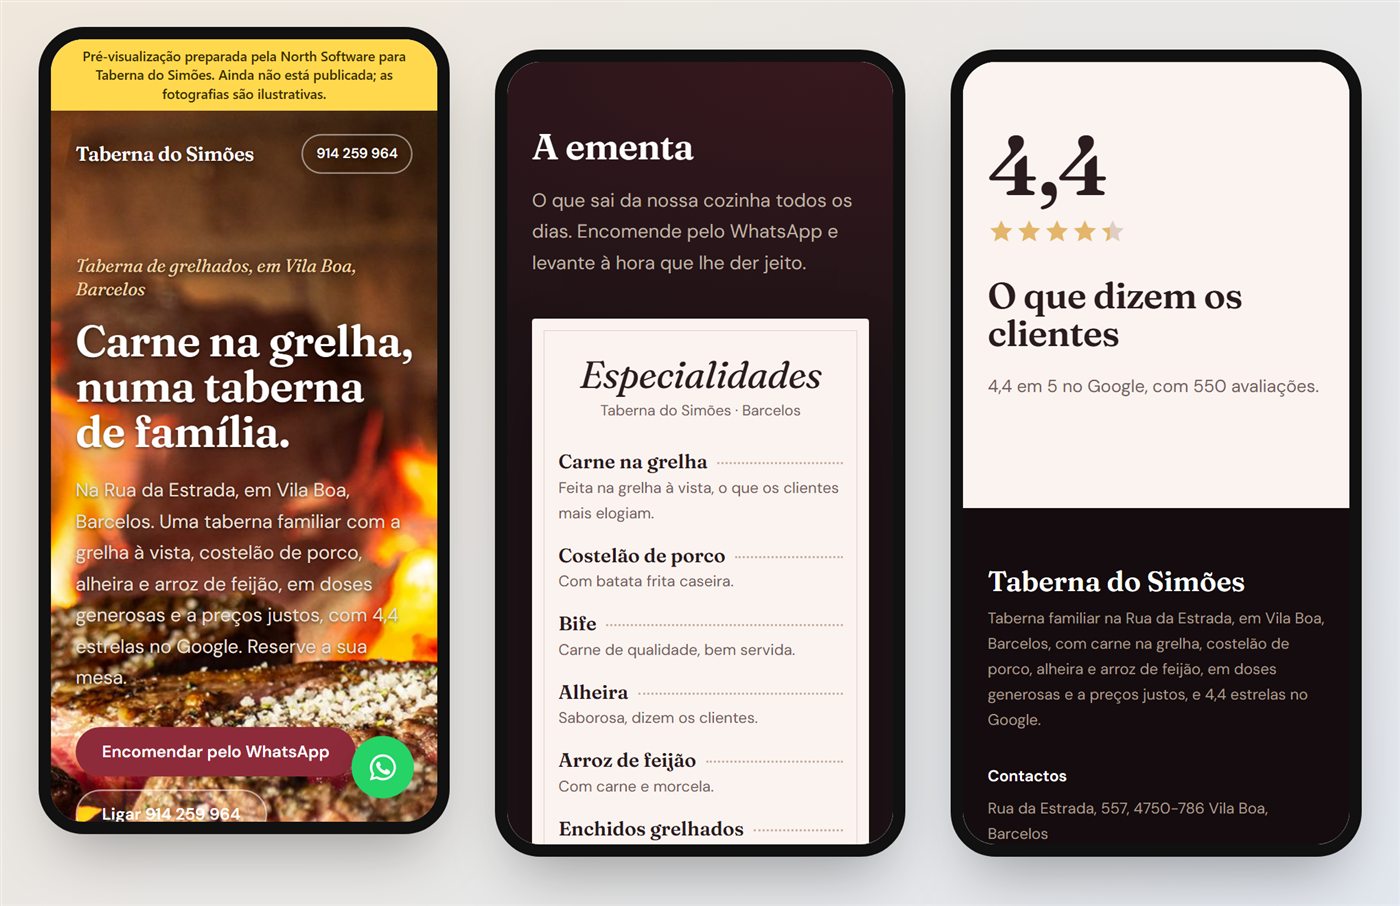 Pré-visualização preparada pela North Software para
Taberna do Simões. Ainda não está publicada; as
fotografias são ilustrativas.
Taberna do Simões
914 259 964
Taberna de grelhados, em Vila Boa,
Barcelos
Carne na grelha,
numa taberna
de família.
Na Rua da Estrada, em Vila Boa,
Barcelos. Uma taberna familiar com a
grelha à vista, costelão de porco,
alheira e arroz de feijão, em doses
generosas e a preços justos, com 4,4
estrelas no Google. Reserve a sua
mesa.
Encomendar pelo WhatsApp
Ligar 914 259 964
A ementa
O que sai da nossa cozinha todos os
dias. Encomende pelo WhatsApp e
levante à hora que lhe der jeito.
Especialidades
Taberna do Simões · Barcelos
Carne na grelha
Feita na grelha à vista, o que os clientes
mais elogiam.
Costelão de porco
Com batata frita caseira.
Bife
Carne de qualidade, bem servida.
Alheira
Saborosa, dizem os clientes.
Arroz de feijão
Com carne e morcela.
Enchidos grelhados
4,4
O que dizem os
clientes
4,4 em 5 no Google, com 550 avaliações.
Taberna do Simões
Taberna familiar na Rua da Estrada, em Vila Boa,
Barcelos, com carne na grelha, costelão de
porco, alheira e arroz de feijão, em doses
generosas e a preços justos, e 4,4 estrelas no
Google.
Contactos
Rua da Estrada, 557, 4750-786 Vila Boa,
Barcelos